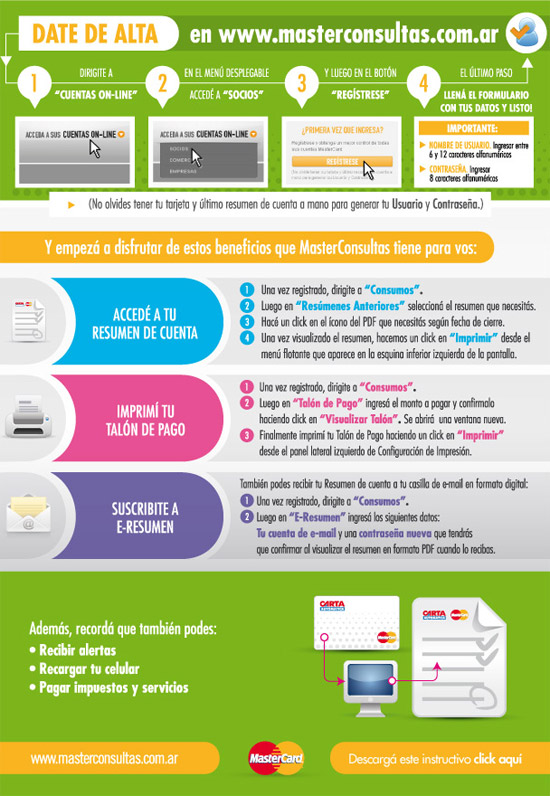 DATE DE ALTA en www.masterconsultas.com.ar
1 DIRIGITE A
"CUENTAS ON-LINE"
2 EN EL MENÚ DESPLEGABLE
ACCEDÉ A "SOCIOS"
3 Y LUEGO EN EL BOTÓN
"REGÍSTRESE"
4 EL ÚLTIMO PASO
LLENÁ EL FORMULARIO
CON TUS DATOS Y LISTO!
ACCEDA A SUS CUENTAS ON-LINE
ACCEDA A SUS CUENTAS ON-LINE
SOCIOS
EMPRESAS
¿PRIMERA VEZ QUE INGRESA?
REGÍSTRESE
IMPORTANTE:
NOMBRE DE USUARIO. Ingresar entre
6 y 12 caracteres alfanuméricos
CONTRASEÑA. Ingresar
8 caracteres alfanuméricos
(No olvides tener tu tarjeta y último resumen de cuenta a mano para generar tu Usuario y Contraseña.)
Y empezá a disfrutar de estos beneficios que MasterConsultas tiene para vos:
ACCEDÉ A TU
RESUMEN DE CUENTA
1 Una vez registrado, dirigite a "Consumos".
2 Luego en "Resúmenes Anteriores" seleccioná el resumen que necesitás.
3 Hacé un click en el ícono del PDF que necesitás según fecha de cierre.
4 Una vez visualizado el resumen, hacemos un click en "Imprimir" desde el
menú flotante que aparece en la esquina inferior izquierda de la pantalla.
IMPRIMÍ TU
TALÓN DE PAGO
1 Una vez registrado, dirigite a "Consumos".
2 Luego en "Talón de Pago" ingresá el monto a pagar y confirmalo
haciendo click en "Visualizar Talón". Se abrirá una ventana nueva.
3 Finalmente imprimí tu Talón de Pago haciendo un click en "Imprimir"
desde el panel lateral izquierdo de Configuración de Impresión.
SUSCRIBITE A
E-RESUMEN
También podes recibir tu Resumen de cuenta a tu casilla de e-mail en formato digital:
1 Una vez registrado, dirigite a "Consumos".
2 Luego en "E-Resumen" ingresá los siguientes datos:
Tu cuenta de e-mail y una contraseña nueva que tendrás
que confirmar al visualizar el resumen en formato PDF cuando lo recibas.
Además, recordá que también podes:
• Recibir alertas
• Recargar tu celular
• Pagar impuestos y servicios
CARTA
AUTOMATICA
CARTA
AUTOMATICA
MasterCard
www.masterconsultas.com.ar
MasterCard
Descargá este instructivo click aquí